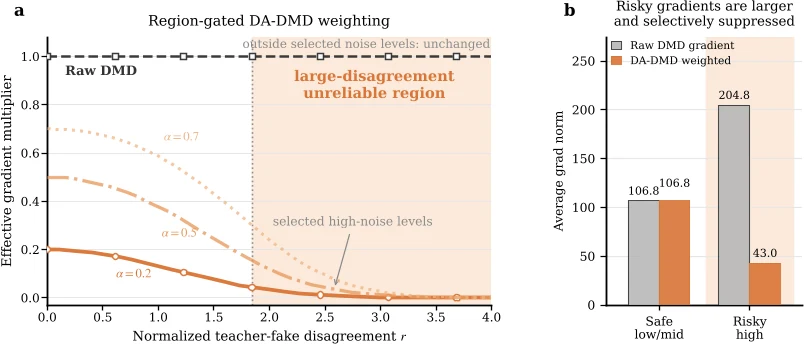 a
Region-gated DA-DMD weighting
outside selected noise levels: unchanged
Raw DMD
large-disagreement
unreliable region
α=0.7
α=0.5
α=0.2
selected high-noise levels
Effective gradient multiplier
1.0
0.8
0.6
0.4
0.2
0.0
0.0 0.5 1.0 1.5 2.0 2.5 3.0 3.5 4.0
Normalized teacher-fake disagreement r
b
Risky gradients are larger
and selectively suppressed
Raw DMD gradient
DA-DMD weighted
Average grad norm
250
200
150
100
50
0
106.8
106.8
204.8
43.0
Safe
low/mid
Risky
high